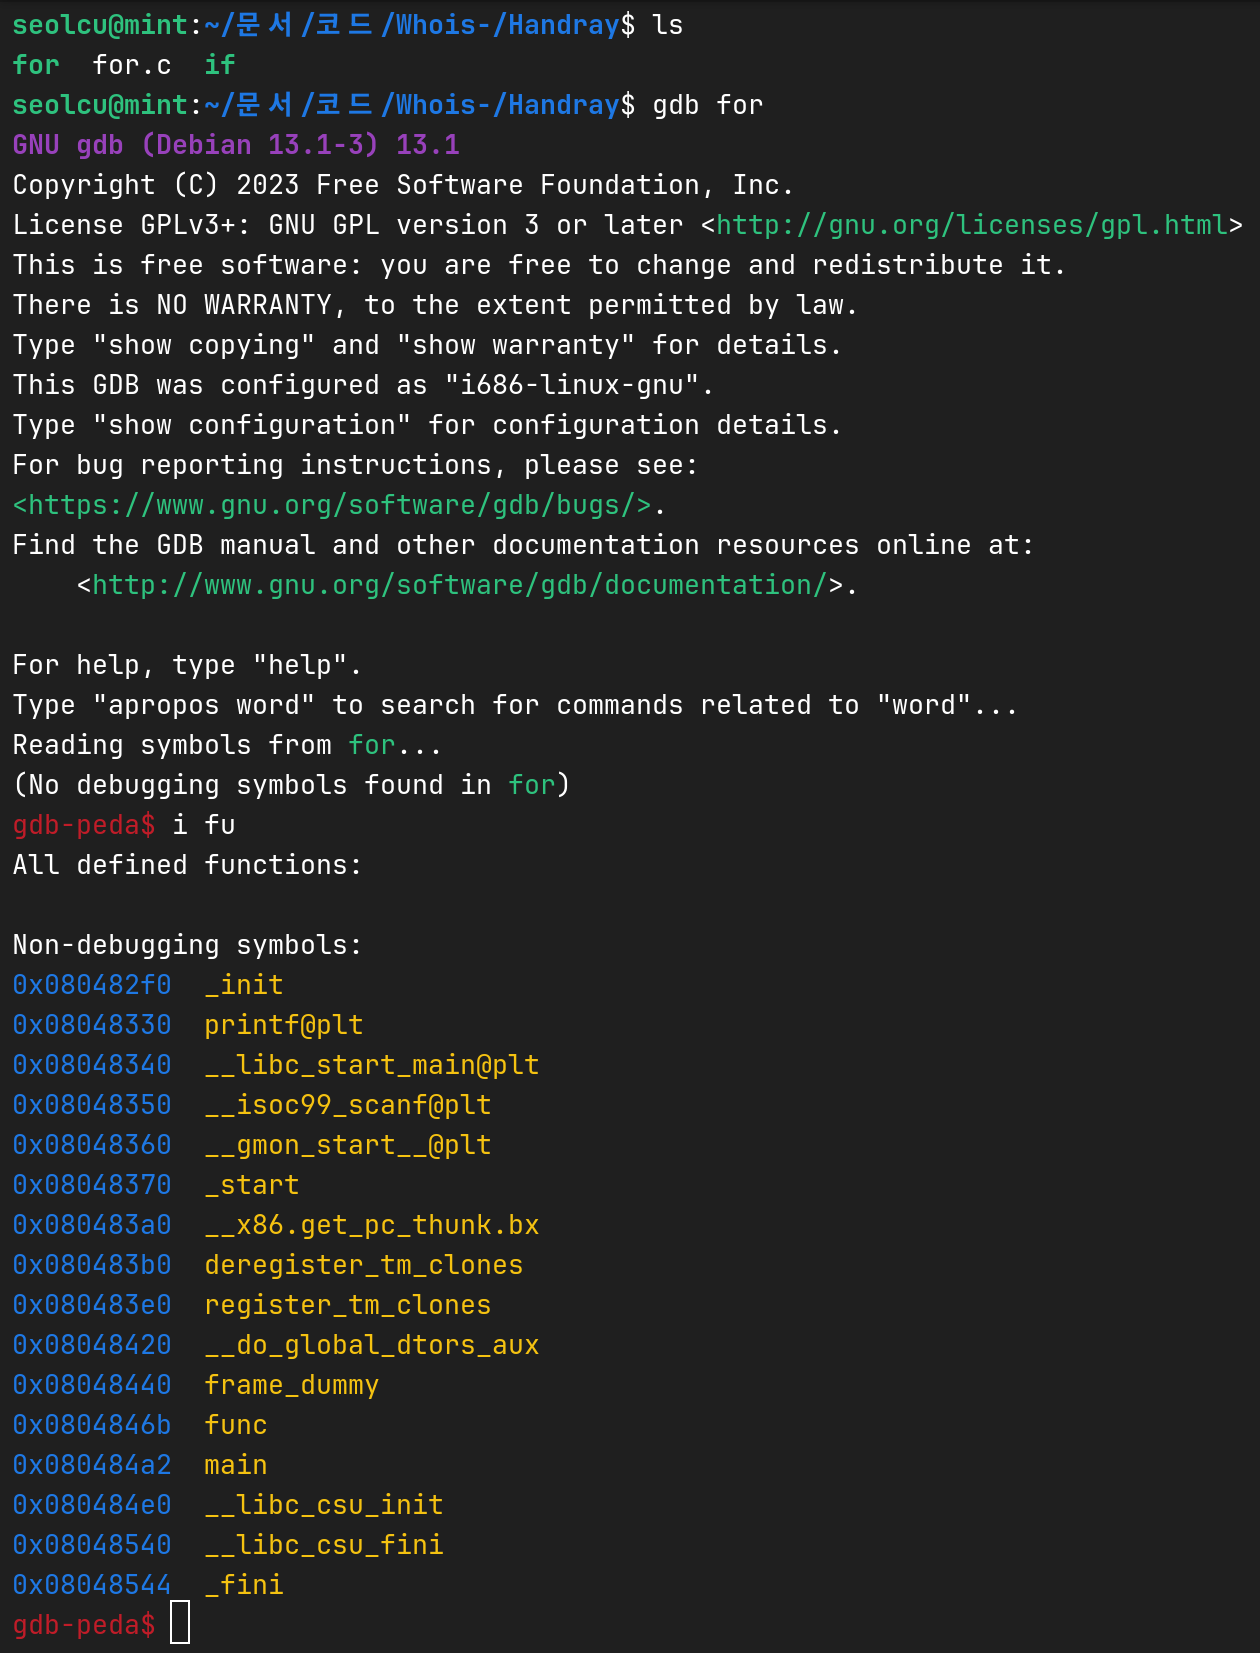 seolcu@mint:~/문서/코드/Whois-/Handray$ ls
for  for.c  if
seolcu@mint:~/문서/코드/Whois-/Handray$ gdb for
GNU gdb (Debian 13.1-3) 13.1
Copyright (C) 2023 Free Software Foundation, Inc.
License GPLv3+: GNU GPL version 3 or later <http://gnu.org/licenses/gpl.html>
This is free software: you are free to change and redistribute it.
There is NO WARRANTY, to the extent permitted by law.
Type "show copying" and "show warranty" for details.
This GDB was configured as "i686-linux-gnu".
Type "show configuration" for configuration details.
For bug reporting instructions, please see:
<https://www.gnu.org/software/gdb/bugs/>.
Find the GDB manual and other documentation resources online at:
    <http://www.gnu.org/software/gdb/documentation/>.

For help, type "help".
Type "apropos word" to search for commands related to "word"...
Reading symbols from for...
(No debugging symbols found in for)
gdb-peda$ i fu
All defined functions:

Non-debugging symbols:
0x080482f0  _init
0x08048330  printf@plt
0x08048340  __libc_start_main@plt
0x08048350  __isoc99_scanf@plt
0x08048360  __gmon_start__@plt
0x08048370  _start
0x080483a0  __x86.get_pc_thunk.bx
0x080483b0  deregister_tm_clones
0x080483e0  register_tm_clones
0x08048420  __do_global_dtors_aux
0x08048440  frame_dummy
0x0804846b  func
0x080484a2  main
0x080484e0  __libc_csu_init
0x08048540  __libc_csu_fini
0x08048544  _fini
gdb-peda$